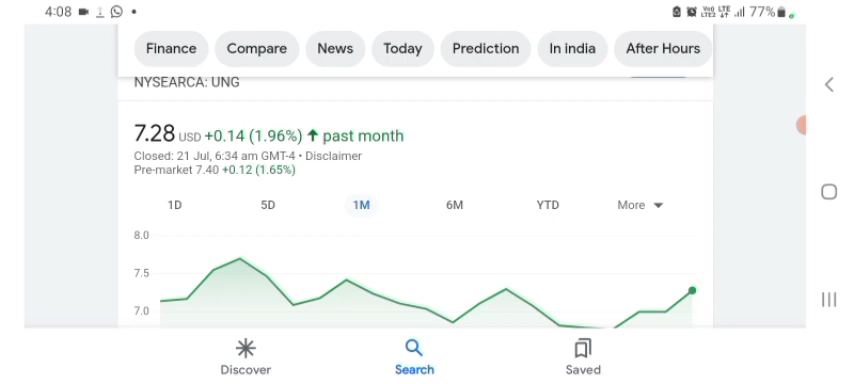 4:08
77%
Finance Compare News Today Prediction In india After Hours
NYSEARCA: UNG
7.28 USD +0.14 (1.96%) ↑ past month
Closed: 21 Jul, 6:34 am GMT-4 • Disclaimer
Pre-market 7.40 +0.12 (1.65%)
1D 5D 1M 6M YTD More
8.0
7.5
7.0
Discover Search Saved